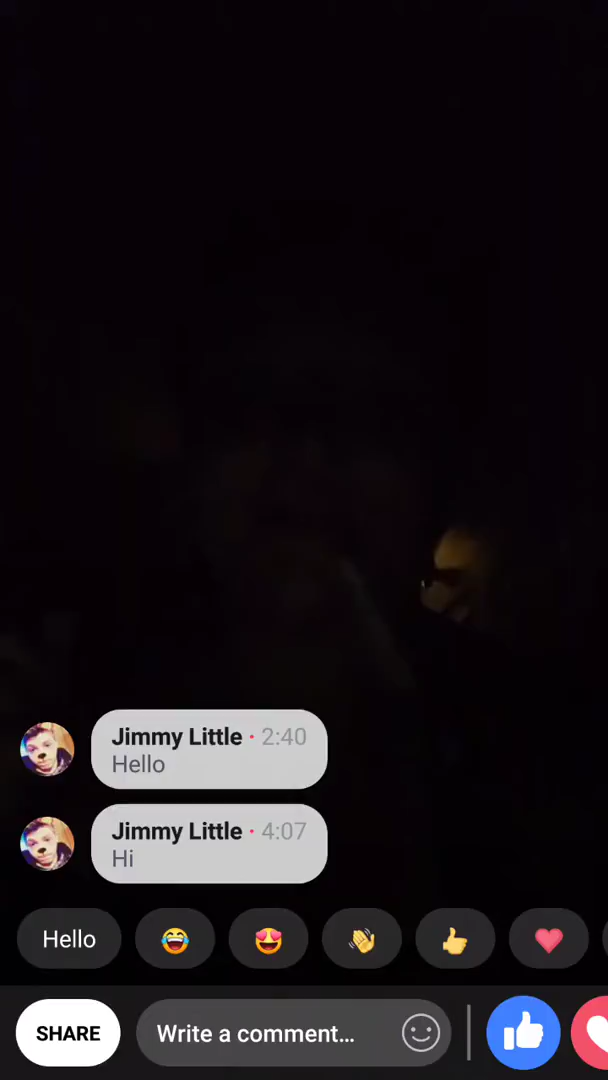 Jimmy Little · 2:40
Hello
Jimmy Little · 4:07
Hi
Hello
SHARE
Write a comment...